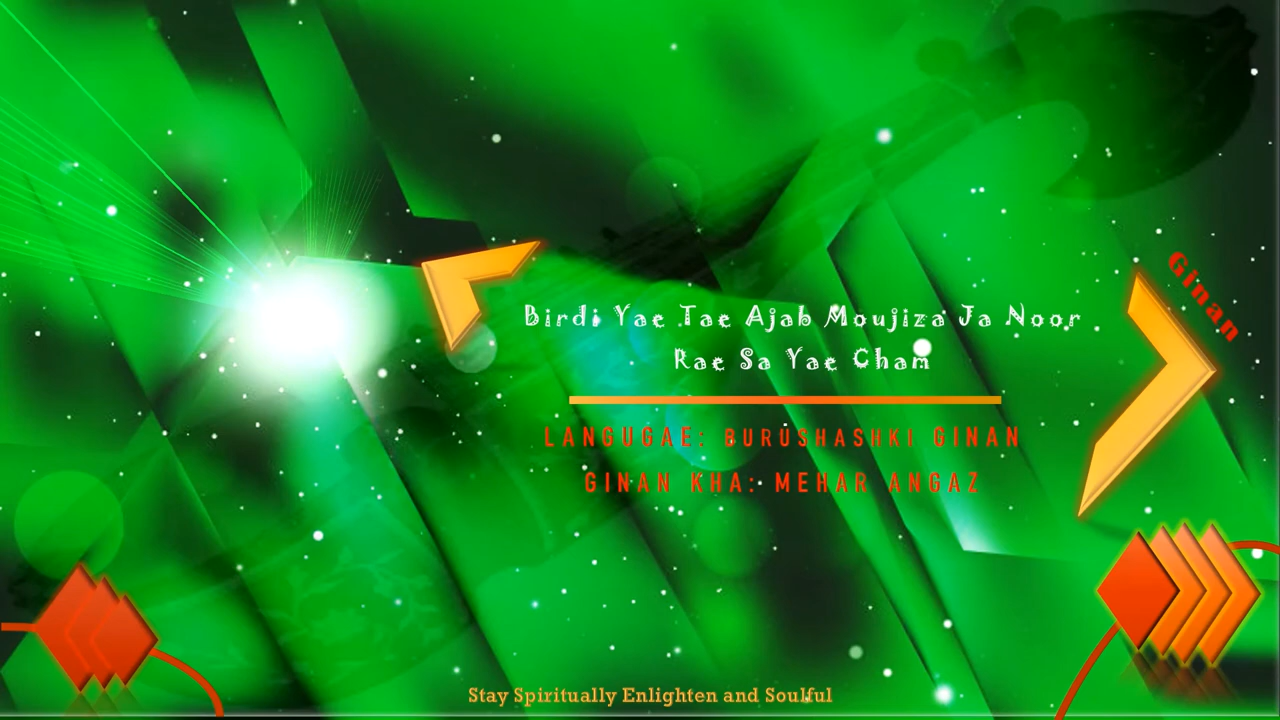 Ginan
Birdi Yae Tae Ajab Moujiza Ja Noor
Rae Sa Yae Cham
LANGUGAE: BURUSHASHKI GINAN
GINAN KHA: MEHAR ANGAZ
Stay Spiritually Enlighten and Soulful